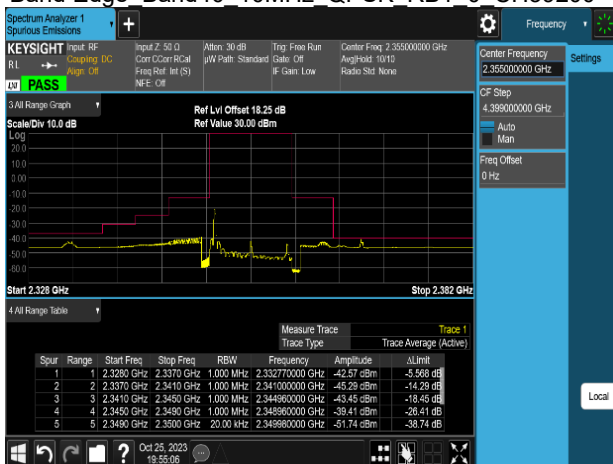 Spectrum Analyzer 1
Spurious Emissions
+
Frequency
KEYSIGHT
Input: RF
Input Z: 50 Ω
Atten: 30 dB
Trig: Free Run
Center Freq: 2.355000000 GHz
RL
Coupling: DC
Corr CCorr RCal
µW Path: Standard
Gate: Off
Avg|Hold: 10/10
Align: Off
Freq Ref: Int (S)
IF Gain: Low
Radio Std: None
NFE: Off
PASS
Center Frequency
2.355000000 GHz
Settings
CF Step
4.399000000 GHz
Auto
Man
Freq Offset
0 Hz
3 All Range Graph
Ref Lvl Offset 18.25 dB
Scale/Div 10.0 dB
Ref Value 30.00 dBm
Log
20.0
10.0
0.00
-10.0
-20.0
-30.0
-40.0
-50.0
-60.0
Start 2.328 GHz
Stop 2.382 GHz
4 All Range Table
Measure Trace Trace 1
Trace Type Trace Average (Active)
Spur Range Start Freq Stop Freq RBW Frequency Amplitude ΔLimit
1 1 2.3280 GHz 2.3370 GHz 1.000 MHz 2.332770000 GHz -42.57 dBm -5.568 dB
2 2 2.3370 GHz 2.3410 GHz 1.000 MHz 2.341000000 GHz -45.29 dBm -14.29 dB
3 3 2.3410 GHz 2.3450 GHz 1.000 MHz 2.344960000 GHz -43.45 dBm -18.45 dB
4 4 2.3450 GHz 2.3490 GHz 1.000 MHz 2.348960000 GHz -39.41 dBm -26.41 dB
5 5 2.3490 GHz 2.3500 GHz 20.00 kHz 2.349980000 GHz -51.74 dBm -38.74 dB
Local
?
Oct 25, 2023
19:55:06